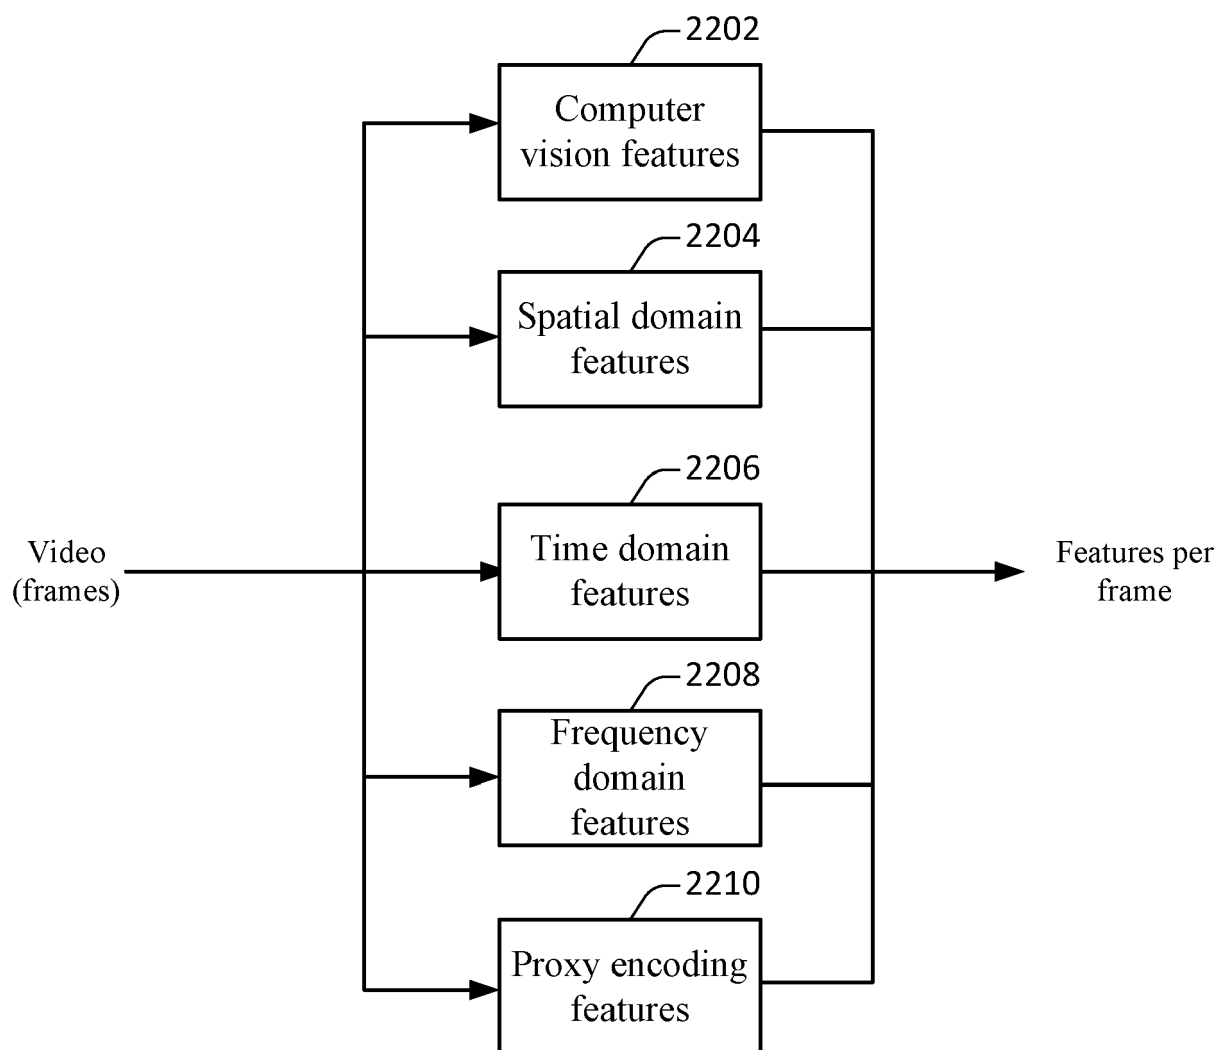 2202
Computer
vision features
2204
Spatial domain
features
2206
Video
(frames)
Time domain
features
Features per
frame
2208
Frequency
domain
features
2210
Proxy encoding
features